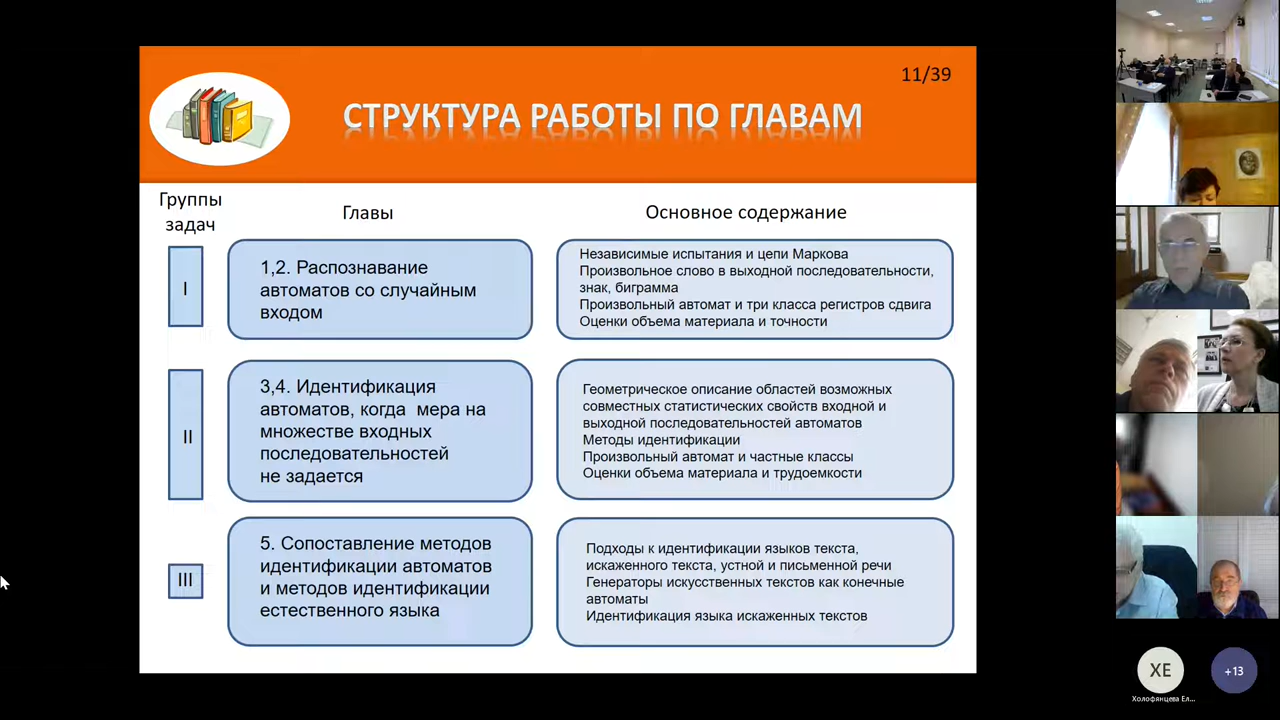 11/39
СТРУКТУРА РАБОТЫ ПО ГЛАВАМ
Группы
задач
Главы
Основное содержание
I
1,2. Распознавание
автоматов со случайным
входом
Независимые испытания и цепи Маркова
Произвольное слово в выходной последовательности,
знак, биграмма
Произвольный автомат и три класса регистров сдвига
Оценки объема материала и точности
II
3,4. Идентификация
автоматов, когда мера на
множестве входных
последовательностей
не задается
Геометрическое описание областей возможных
совместных статистических свойств входной и
выходной последовательностей автоматов
Методы идентификации
Произвольный автомат и частные классы
Оценки объема материала и трудоемкости
III
5. Сопоставление методов
идентификации автоматов
и методов идентификации
естественного языка
Подходы к идентификации языков текста,
искаженного текста, устной и письменной речи
Генераторы искусственных текстов как конечные
автоматы
Идентификация языка искаженных текстов
ХЕ
+13
Холофянцева Ел...